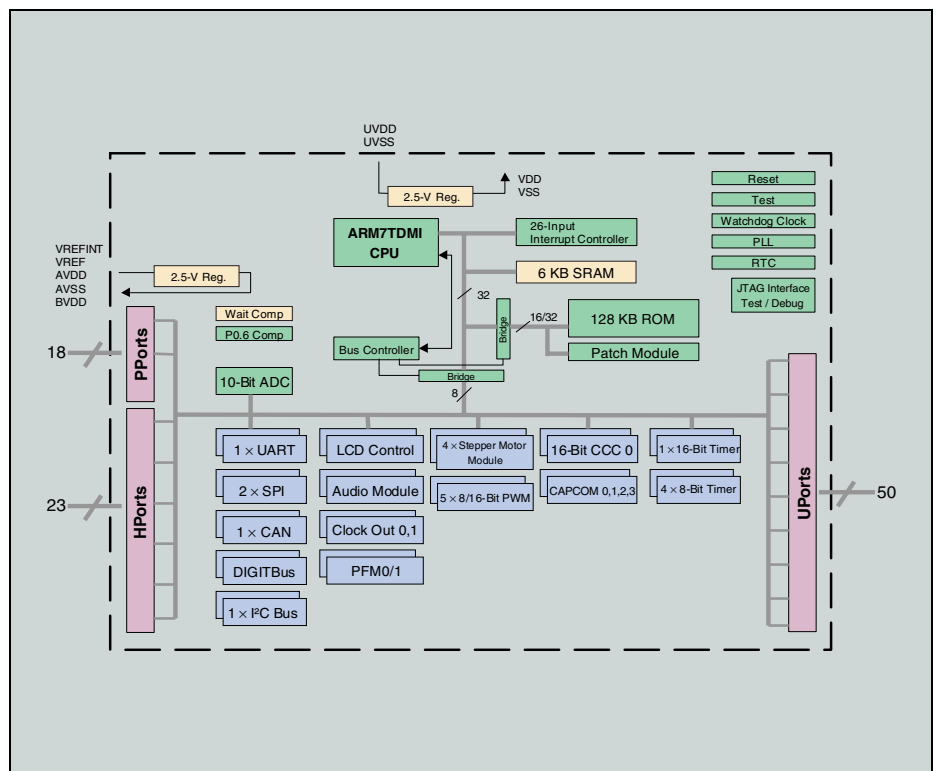 UVDD
UVSS
2.5-V Reg.
VDD
VSS
Reset
Test
Watchdog Clock
PLL
RTC
JTAG Interface
Test / Debug
ARM7TDMI
CPU
26-Input
Interrupt Controller
6 KB SRAM
32
VREFINT
VREF
AVDD
AVSS
BVDD
2.5-V Reg.
Wait Comp
P0.6 Comp
Bridge
16/32
128 KB ROM
Patch Module
Bus Controller
Bridge
8
18
PPorts
10-Bit ADC
23
HPorts
1 × UART
2 × SPI
1 × CAN
DIGITBus
1 × I²C Bus
LCD Control
Audio Module
Clock Out 0,1
PFM0/1
4 × Stepper Motor
Module
5 × 8/16-Bit PWM
16-Bit CCC 0
CAPCOM 0,1,2,3
1 × 16-Bit Timer
4 × 8-Bit Timer
UPorts
50